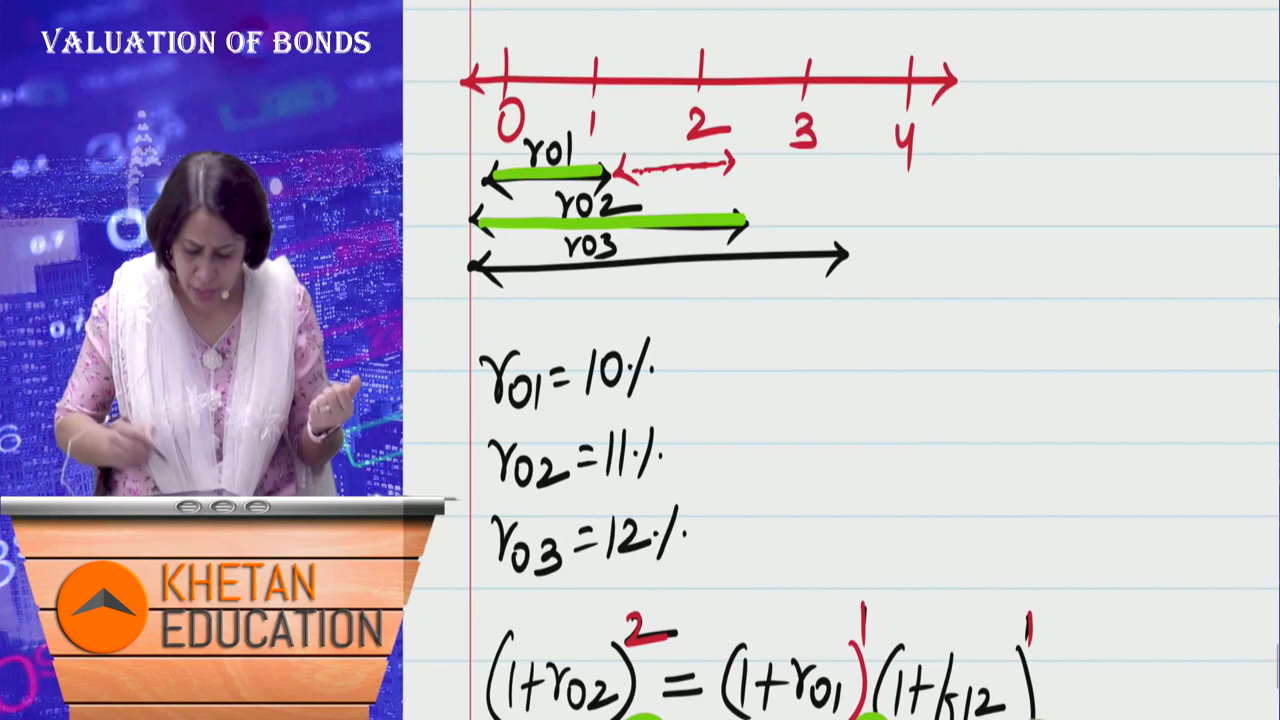 VALUATION OF BONDS
0 1 2 3 4
r01
r02
r03
r01 = 10%
r02 = 11%
r03 = 12%
(1+r02)² = (1+r01)¹ (1+f12)¹
KHETAN
EDUCATION